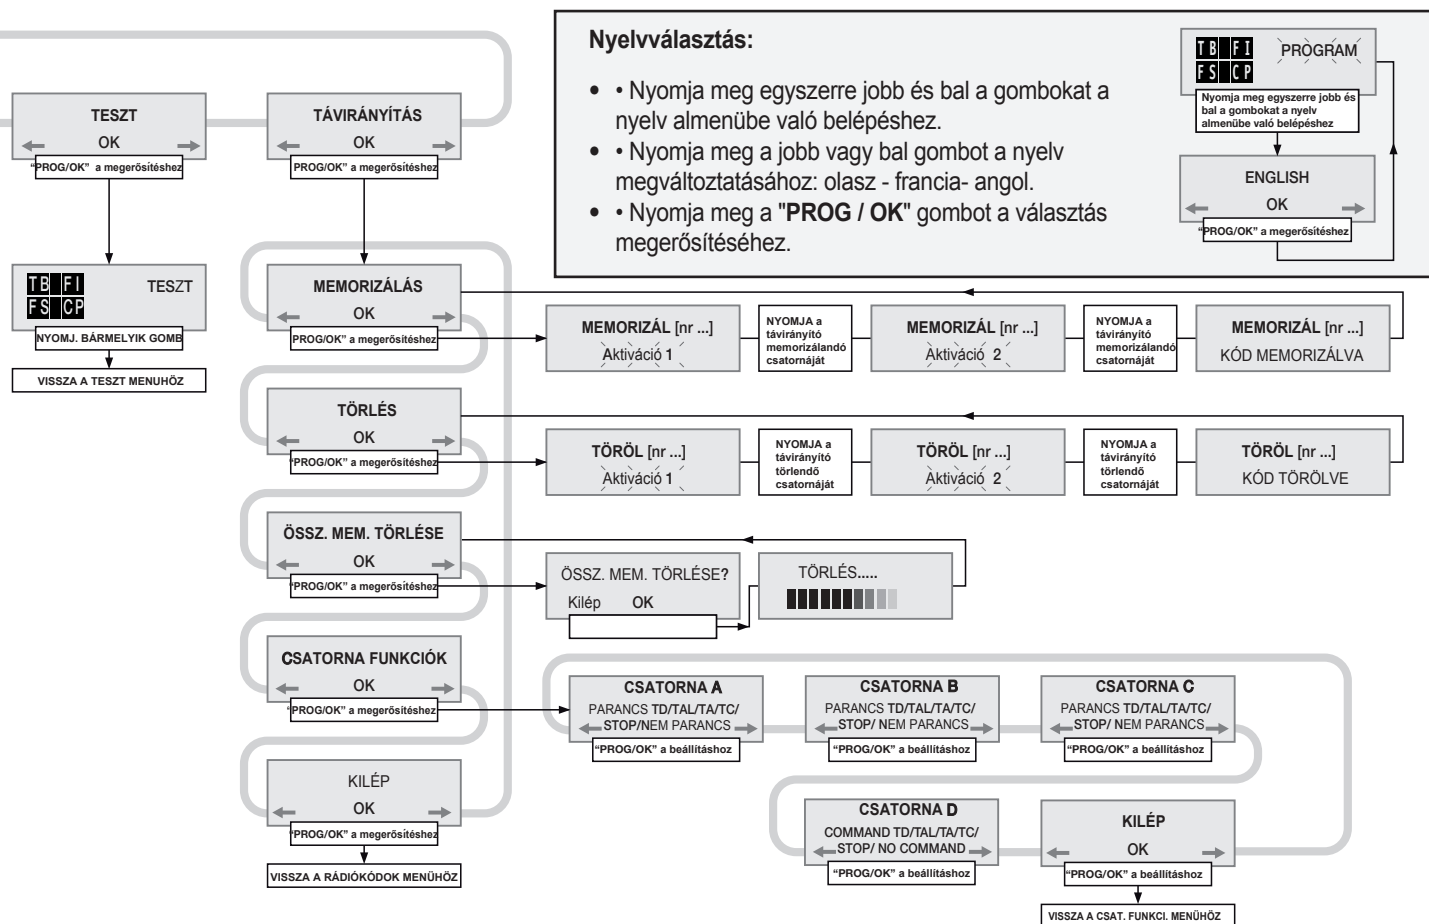 Nyelvválasztás:
• • Nyomja meg egyszerre jobb és bal a gombokat a
nyelv almenübe való belépéshez.
• • Nyomja meg a jobb vagy bal gombot a nyelv
megváltoztatásához: olasz - francia- angol.
• • Nyomja meg a "PROG / OK" gombot a választás
megerősítéséhez.
TB FI
FS CP
PROGRAM
Nyomja meg egyszerre jobb és
bal a gombokat a nyelv
almenübe való belépéshez
ENGLISH
OK
"PROG/OK" a megerősítéshez
TESZT
OK
"PROG/OK" a megerősítéshez
TB FI
FS CP
TESZT
NYOMJ. BÁRMELYIK GOMB
VISSZA A TESZT MENUHÖZ
TÁVIRÁNYÍTÁS
OK
PROG/OK" a megerősítéshez
MEMORIZÁLÁS
OK
PROG/OK" a megerősítéshez
MEMORIZÁL [nr ...]
Aktiváció 1
NYOMJA a
távirányító
memorizálandó
csatornáját
MEMORIZÁL [nr ...]
Aktiváció 2
NYOMJA a
távirányító
memorizálandó
csatornáját
MEMORIZÁL [nr ...]
KÓD MEMORIZÁLVA
TÖRLÉS
OK
"PROG/OK" a megerősítéshez
TÖRÖL [nr ...]
Aktiváció 1
NYOMJA a
távirányító
törlendő
csatornáját
TÖRÖL [nr ...]
Aktiváció 2
NYOMJA a
távirányító
törlendő
csatornáját
TÖRÖL [nr ...]
KÓD TÖRÖLVE
ÖSSZ. MEM. TÖRLÉSE
OK
"PROG/OK" a megerősítéshez
ÖSSZ. MEM. TÖRLÉSE?
Kilép OK
TÖRLÉS.....
CSATORNA FUNKCIÓK
OK
"PROG/OK" a megerősítéshez
CSATORNA A
PARANCS TD/TAL/TA/TC/
STOP/NEM PARANCS
"PROG/OK" a beállításhoz
CSATORNA B
PARANCS TD/TAL/TA/TC/
STOP/ NEM PARANCS
"PROG/OK" a beállításhoz
CSATORNA C
PARANCS TD/TAL/TA/TC/
STOP/ NEM PARANCS
"PROG/OK" a beállításhoz
CSATORNA D
COMMAND TD/TAL/TA/TC/
STOP/ NO COMMAND
"PROG/OK" a beállításhoz
KILÉP
OK
"PROG/OK" a beállításhoz
VISSZA A CSAT. FUNKCI. MENÜHÖZ
KILÉP
OK
"PROG/OK" a megerősítéshez
VISSZA A RÁDIÓKÓDOK MENÜHÖZ